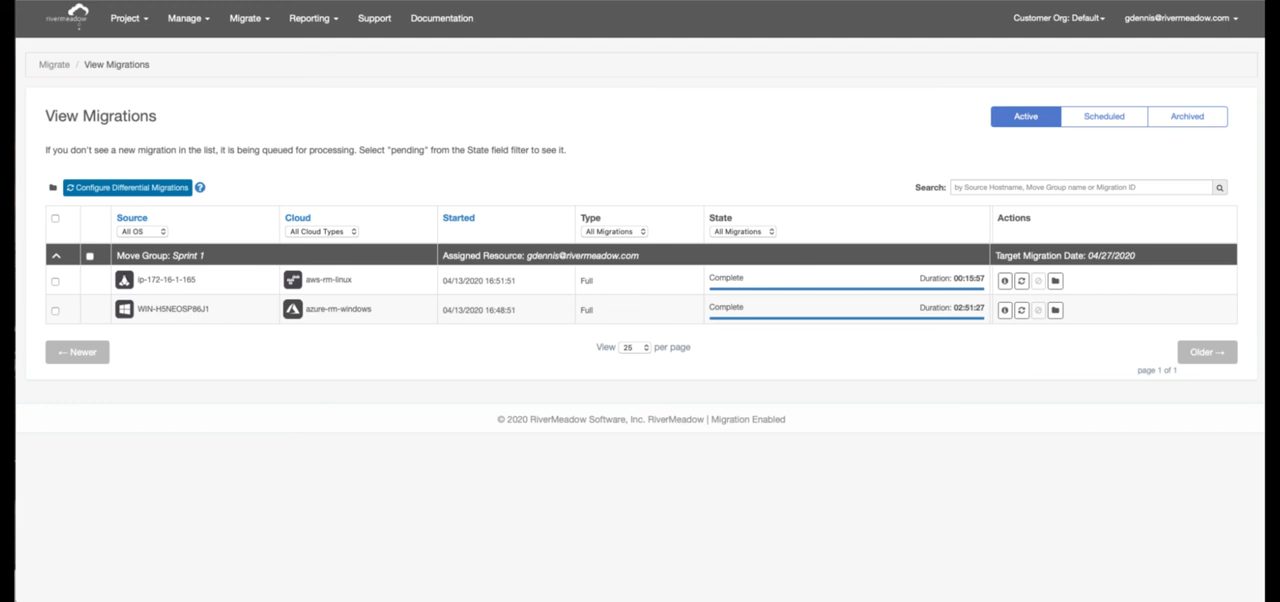 rivermeadow Project Manage Migrate Reporting Support Documentation Customer Org: Default gdennis@rivermeadow.com
Migrate / View Migrations
View Migrations Active Scheduled Archived
If you don't see a new migration in the list, it is being queued for processing. Select "pending" from the State field filter to see it.
Configure Differential Migrations ? Search: by Source Hostname, Move Group name or Migration ID
Source Cloud Started Type State Actions
All OS All Cloud Types All Migrations All Migrations
Move Group: Sprint 1 Assigned Resource: gdennis@rivermeadow.com Target Migration Date: 04/27/2020
ip-172-16-1-165 aws-rm-linux 04/13/2020 16:51:51 Full Complete Duration: 00:15:57
WIN-H5NEOSP86J1 azure-rm-windows 04/13/2020 16:48:51 Full Complete Duration: 02:51:27
← Newer View 25 per page Older →
page 1 of 1
© 2020 RiverMeadow Software, Inc. RiverMeadow | Migration Enabled